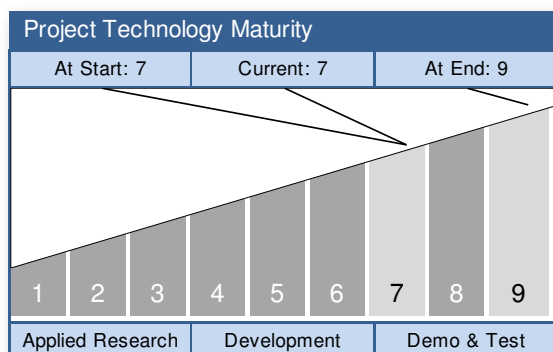 Project Technology Maturity
At Start: 7 Current: 7 At End: 9
1 2 3 4 5 6 7 8 9
Applied Research Development Demo & Test